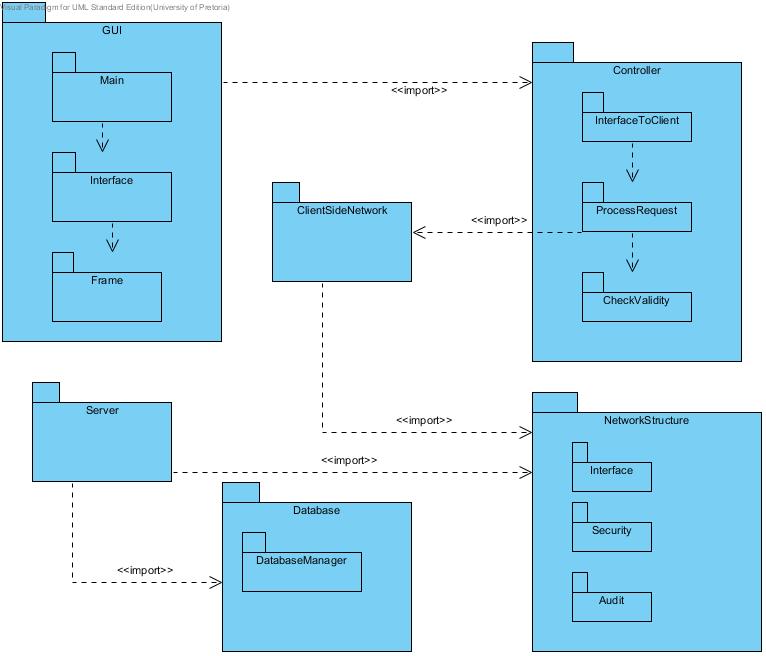 Visual Paradigm for UML Standard Edition(University of Pretoria)
GUI
Main
Interface
Frame
<<import>>
Controller
InterfaceToClient
ProcessRequest
CheckValidity
<<import>>
ClientSideNetwork
<<import>>
Server
<<import>>
NetworkStructure
Interface
Security
Audit
Database
DatabaseManager
<<import>>